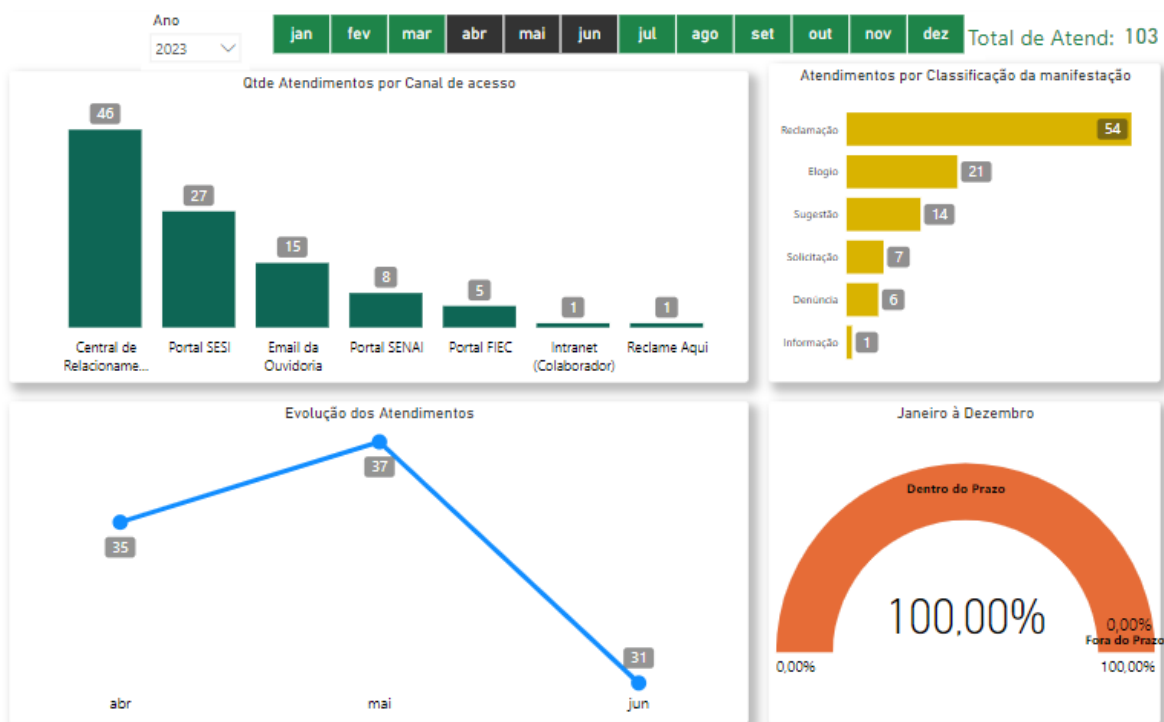 Ano
2023
jan fev mar abr mai jun jul ago set out nov dez
Total de Atend: 103
Qtde Atendimentos por Canal de acesso
46
27
15
8
5
1
1
Central de Relacioname...
Portal SESI
Email da Ouvidoria
Portal SENAI
Portal FIEC
Intranet (Colaborador)
Reclame Aqui
Atendimentos por Classificação da manifestação
Reclamação 54
Elogio 21
Sugestão 14
Solicitação 7
Denúncia 6
Informação 1
Evolução dos Atendimentos
35
37
31
abr mai jun
Janeiro à Dezembro
Dentro do Prazo
100,00%
0,00%
Fora do Prazo
0,00% 100,00%